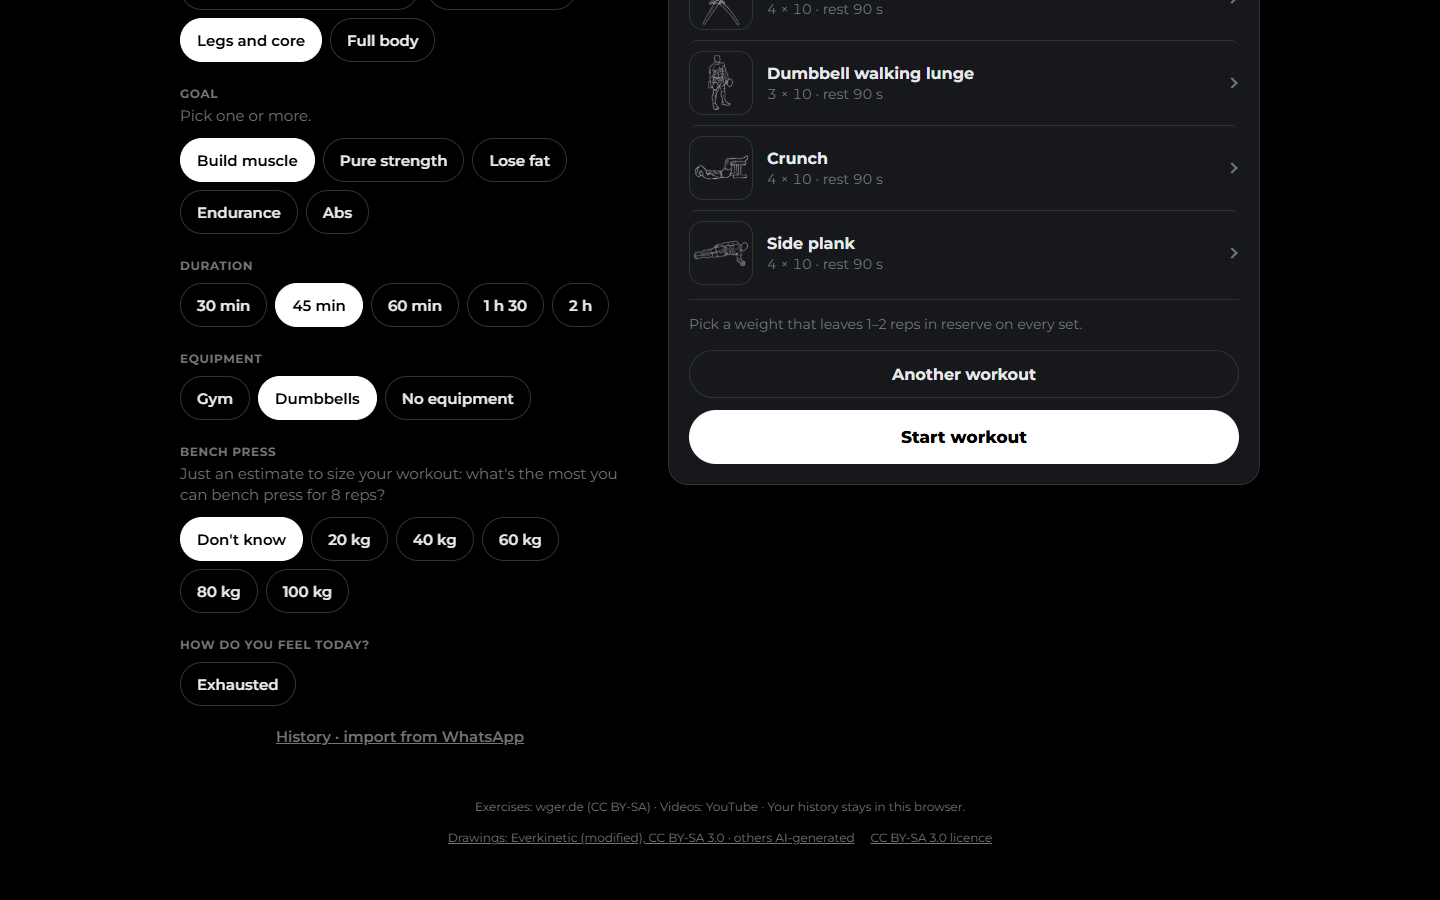 Legs and core
Full body
GOAL
Pick one or more.
Build muscle
Pure strength
Lose fat
Endurance
Abs
DURATION
30 min
45 min
60 min
1 h 30
2 h
EQUIPMENT
Gym
Dumbbells
No equipment
BENCH PRESS
Just an estimate to size your workout: what's the most you
can bench press for 8 reps?
Don't know
20 kg
40 kg
60 kg
80 kg
100 kg
HOW DO YOU FEEL TODAY?
Exhausted
History · import from WhatsApp
4 × 10 · rest 90 s
Dumbbell walking lunge
3 × 10 · rest 90 s
Crunch
4 × 10 · rest 90 s
Side plank
4 × 10 · rest 90 s
Pick a weight that leaves 1–2 reps in reserve on every set.
Another workout
Start workout
Exercises: wger.de (CC BY-SA) · Videos: YouTube · Your history stays in this browser.
Drawings: Everkinetic (modified), CC BY-SA 3.0 · others AI-generated
CC BY-SA 3.0 licence